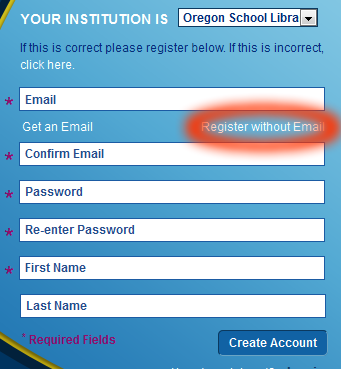 YOUR INSTITUTION IS Oregon School Libra
If this is correct please register below. If this is incorrect,
click here.
* Email
Get an Email Register without Email
* Confirm Email
* Password
* Re-enter Password
* First Name
Last Name
* Required Fields Create Account